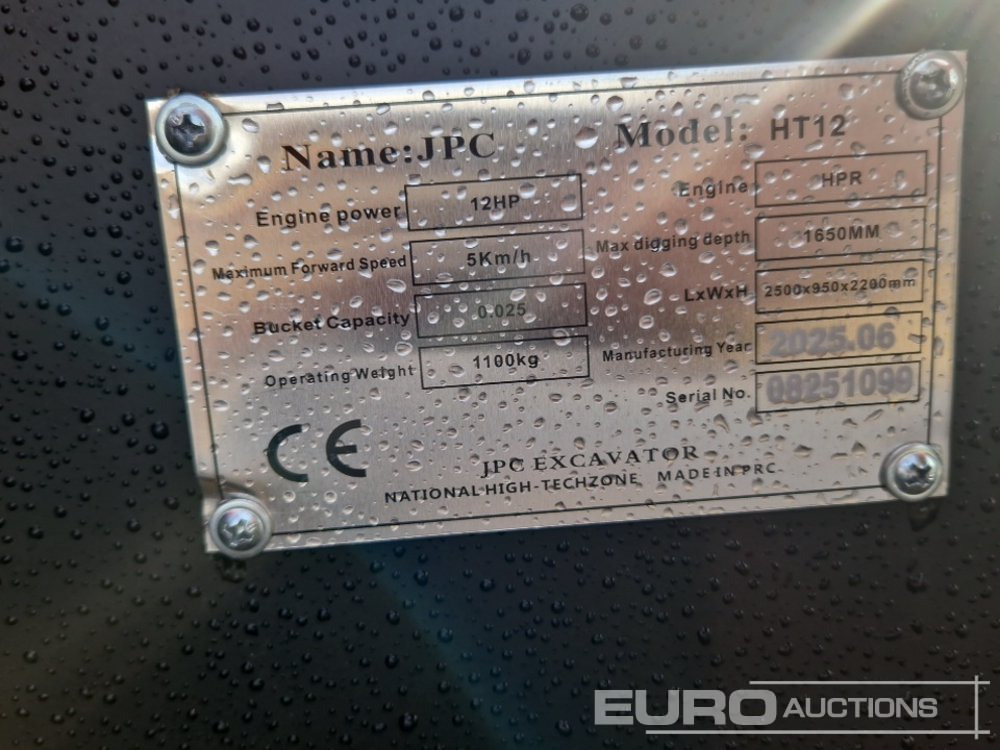 Name:JPC Model: HT12
Engine power 12HP Engine HPR
Maximum Forward Speed 5Km/h Max digging depth 1650MM
Bucket Capacity 0.025 LxWxH 2500x950x2200mm
Operating Weight 1100kg Manufacturing Year 2025.06
Serial No. 08251099
CE
JPC EXCAVATOR
NATIONAL HIGH-TECHZONE MADE IN PRC
EURO AUCTIONS